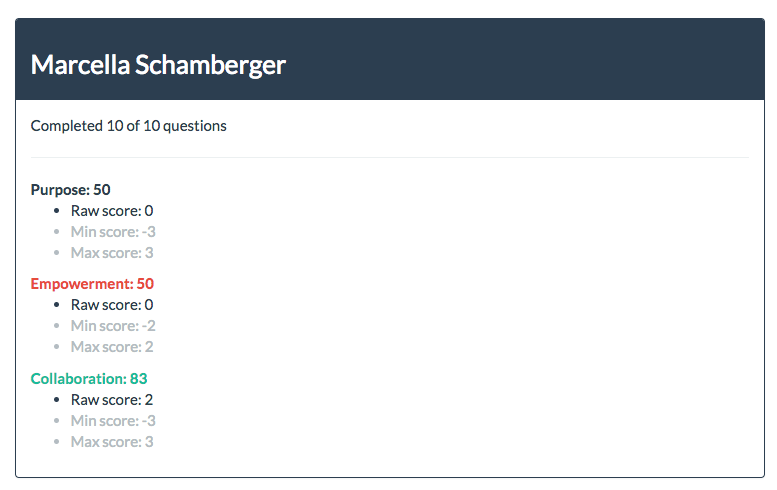 Marcella Schamberger
Completed 10 of 10 questions
Purpose: 50
• Raw score: 0
• Min score: -3
• Max score: 3
Empowerment: 50
• Raw score: 0
• Min score: -2
• Max score: 2
Collaboration: 83
• Raw score: 2
• Min score: -3
• Max score: 3